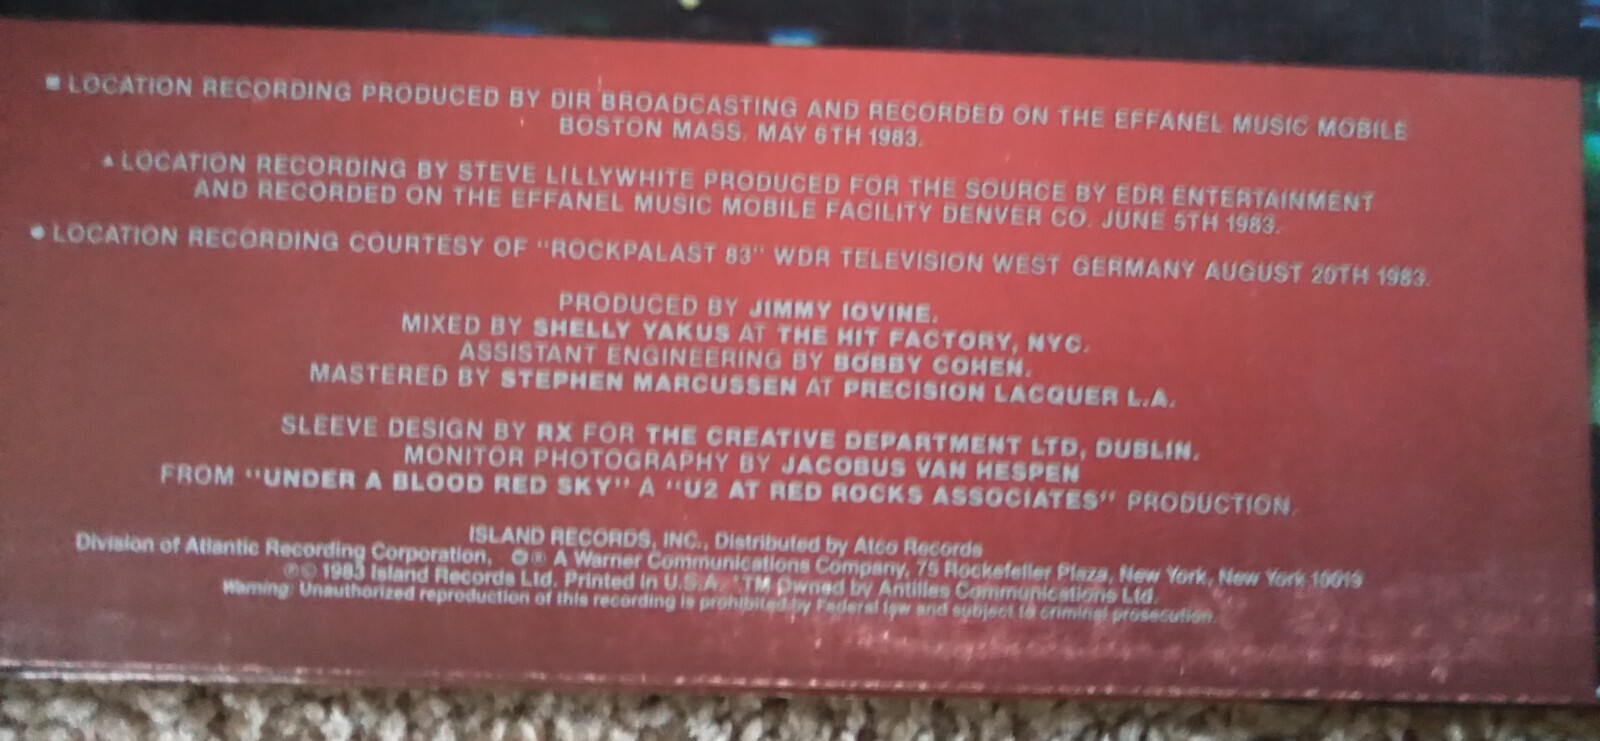 ■ LOCATION RECORDING PRODUCED BY DIR BROADCASTING AND RECORDED ON THE EFFANEL MUSIC MOBILE
BOSTON MASS. MAY 6TH 1983.
▲ LOCATION RECORDING BY STEVE LILLYWHITE PRODUCED FOR THE SOURCE BY EDR ENTERTAINMENT
AND RECORDED ON THE EFFANEL MUSIC MOBILE FACILITY DENVER CO. JUNE 5TH 1983.
● LOCATION RECORDING COURTESY OF "ROCKPALAST 83" WDR TELEVISION WEST GERMANY AUGUST 20TH 1983.
PRODUCED BY JIMMY IOVINE.
MIXED BY SHELLY YAKUS AT THE HIT FACTORY, NYC.
ASSISTANT ENGINEERING BY BOBBY COHEN.
MASTERED BY STEPHEN MARCUSSEN AT PRECISION LACQUER L.A.
SLEEVE DESIGN BY RX FOR THE CREATIVE DEPARTMENT LTD, DUBLIN.
MONITOR PHOTOGRAPHY BY JACOBUS VAN HESPEN
FROM "UNDER A BLOOD RED SKY" A "U2 AT RED ROCKS ASSOCIATES" PRODUCTION.
ISLAND RECORDS, INC., Distributed by Atco Records
Division of Atlantic Recording Corporation, A Warner Communications Company, 75 Rockefeller Plaza, New York, New York 10019
℗© 1983 Island Records Ltd. Printed in U.S.A. TM Owned by Antilles Communications Ltd.
Warning: Unauthorized reproduction of this recording is prohibited by Federal law and subject to criminal prosecution.